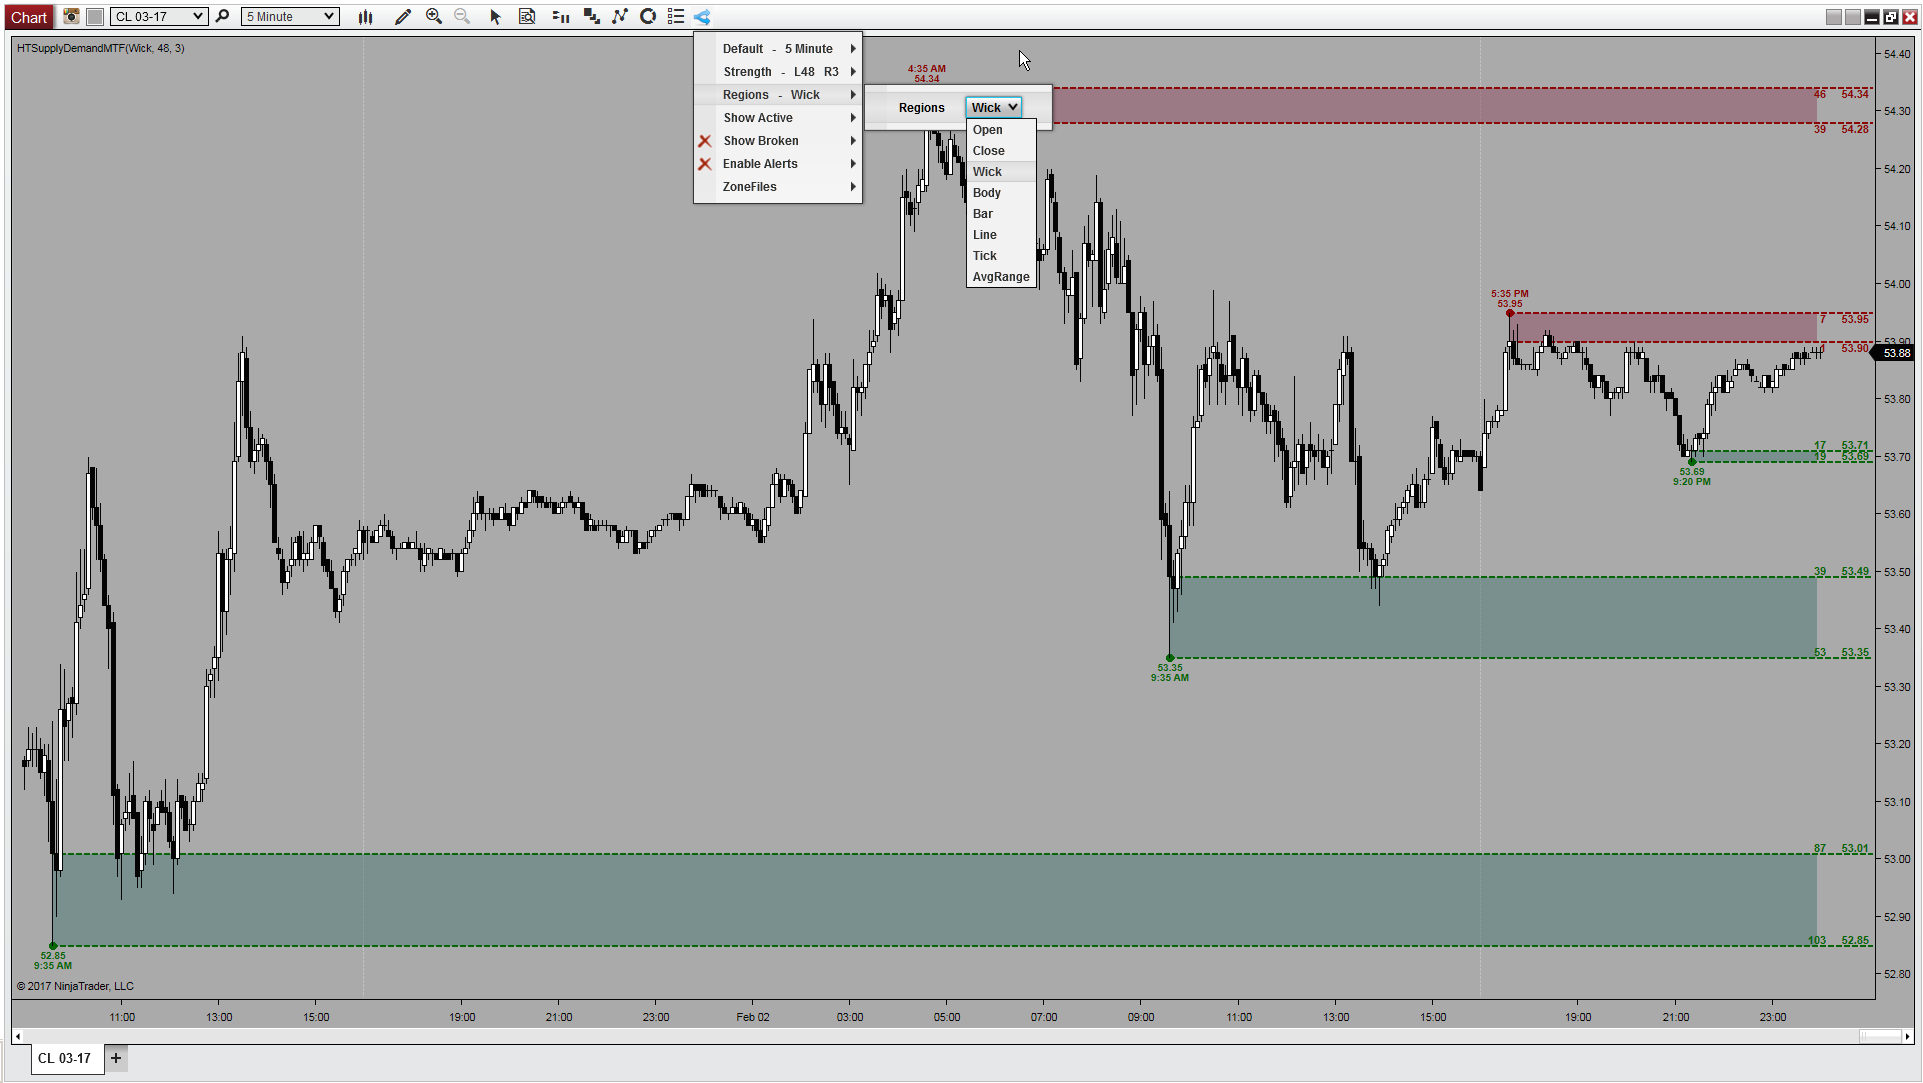 Chart CL 03-17 5 Minute
HTSupplyDemandMTF(Wick, 46, 3)
Default - 5 Minute
Strength - L48 R3
Regions - Wick
Show Active
Show Broken
Enable Alerts
ZoneFiles
Regions Wick
Open
Close
Wick
Body
Bar
Line
Tick
AvgRange
4:35 AM
54.34
46 54.34
39 54.28
5:35 PM
53.95
7 53.95
1 53.90
17 53.71
19 53.69
53.69
9:20 PM
39 53.49
53 53.35
53.35
9:35 AM
87 53.01
103 52.85
52.85
9:35 AM
54.40
54.30
54.20
54.10
54.00
53.90
53.88
53.80
53.70
53.60
53.50
53.40
53.30
53.20
53.10
53.00
52.90
52.80
© 2017 NinjaTrader, LLC
11:00 13:00 15:00 19:00 21:00 23:00 Feb 02 03:00 05:00 07:00 09:00 11:00 13:00 15:00 19:00 21:00 23:00
CL 03-17 +